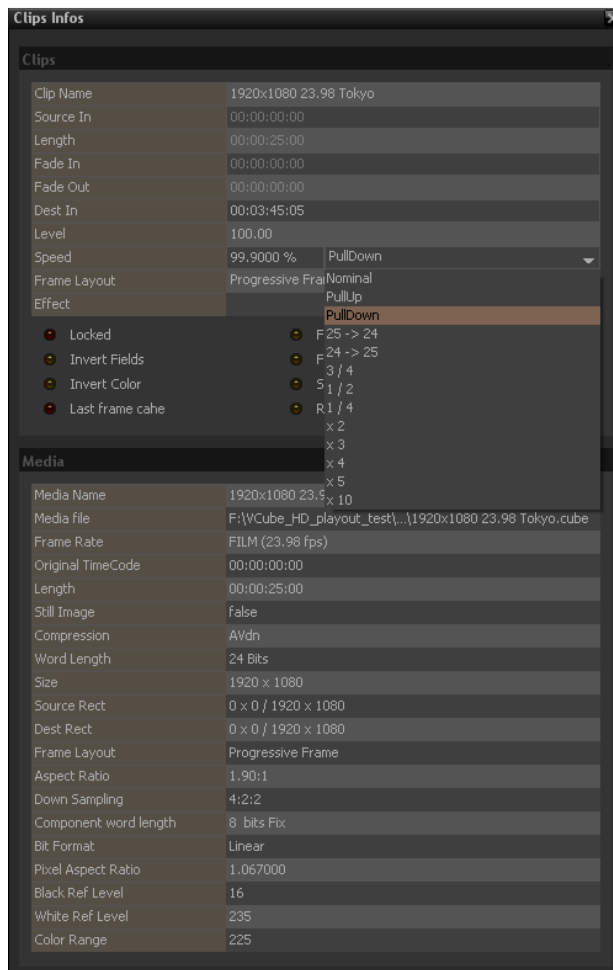 Clips Infos
Clips
Clip Name 1920x1080 23.98 Tokyo
Source In 00:00:00:00
Length 00:00:25:00
Fade In 00:00:00:00
Fade Out 00:00:00:00
Dest In 00:03:45:05
Level 100.00
Speed 99.9000 % PullDown
Frame Layout Progressive Fra Nominal
Effect PullUp
PullDown
Locked F 25 -> 24
Invert Fields F 24 -> 25
3 / 4
Invert Color S 1 / 2
Last frame cahe R 1 / 4
x 2
x 3
x 4
x 5
x 10
Media
Media Name 1920x1080 23.9
Media file F:\VCube_HD_playout_test\...\1920x1080 23.98 Tokyo.cube
Frame Rate FILM (23.98 fps)
Original TimeCode 00:00:00:00
Length 00:00:25:00
Still Image false
Compression AVdn
Word Length 24 Bits
Size 1920 x 1080
Source Rect 0 x 0 / 1920 x 1080
Dest Rect 0 x 0 / 1920 x 1080
Frame Layout Progressive Frame
Aspect Ratio 1.90:1
Down Sampling 4:2:2
Component word length 8 bits Fix
Bit Format Linear
Pixel Aspect Ratio 1.067000
Black Ref Level 16
White Ref Level 235
Color Range 225